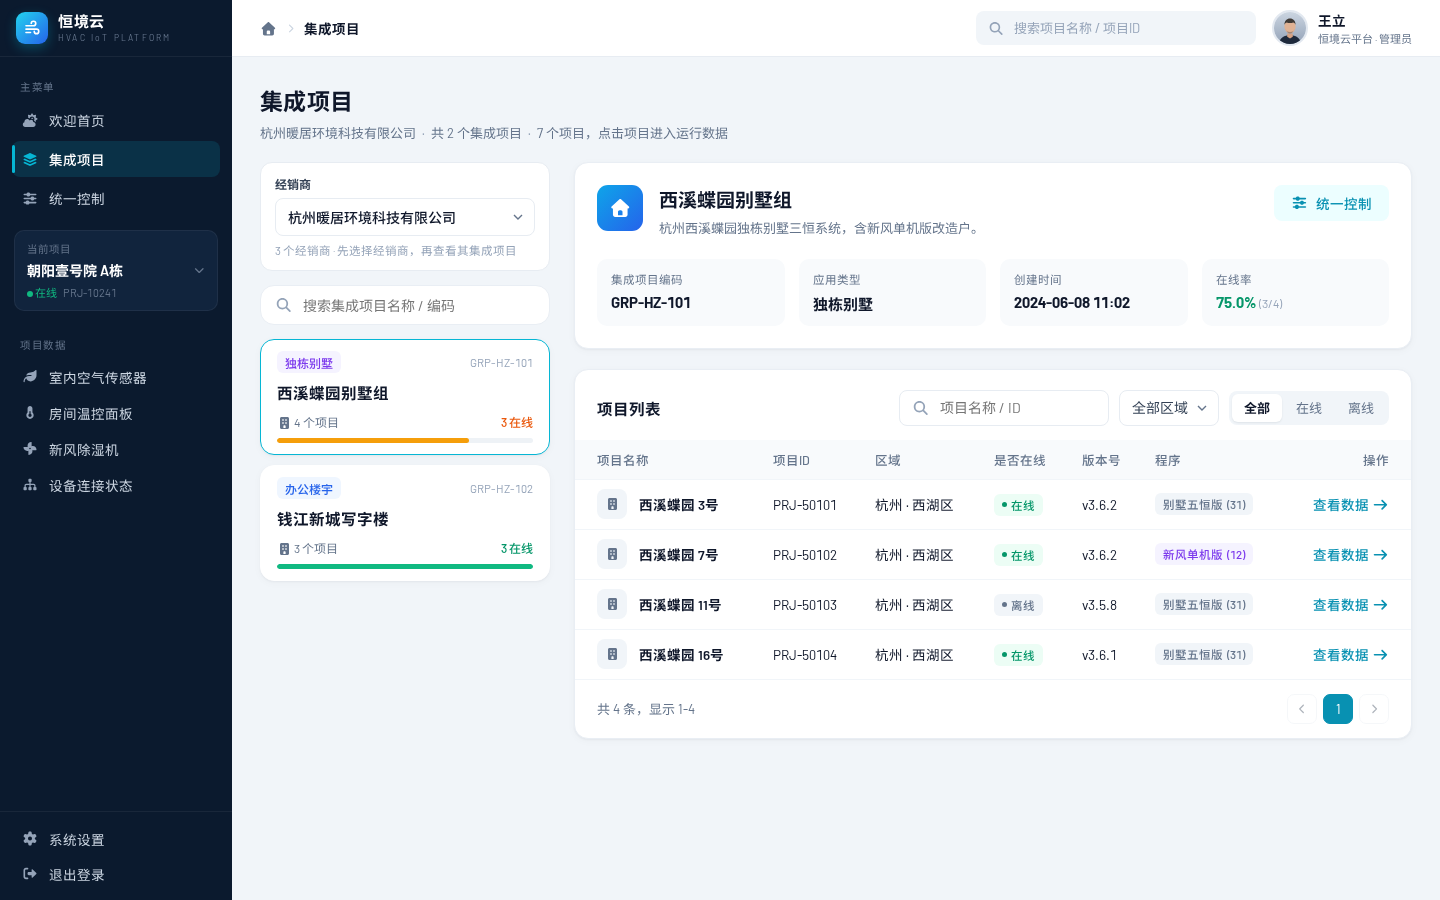 恒境云
HVAC IoT PLATFORM
主菜单
欢迎首页
集成项目
统一控制
当前项目
朝阳壹号院 A栋
在线 PRJ-10241
项目数据
室内空气传感器
房间温控面板
新风除湿机
设备连接状态
系统设置
退出登录
集成项目
搜索项目名称 / 项目ID
王立
恒境云平台 · 管理员
集成项目
杭州暖居环境科技有限公司 · 共 2 个集成项目 · 7 个项目，点击项目进入运行数据
经销商
杭州暖居环境科技有限公司
3 个经销商 · 先选择经销商，再查看其集成项目
搜索集成项目名称 / 编码
独栋别墅 GRP-HZ-101
西溪蝶园别墅组
4 个项目 3 在线
办公楼宇 GRP-HZ-102
钱江新城写字楼
3 个项目 3 在线
西溪蝶园别墅组
杭州西溪蝶园独栋别墅三恒系统，含新风单机版改造户。
统一控制
集成项目编码 应用类型 创建时间 在线率
GRP-HZ-101 独栋别墅 2024-06-08 11:02 75.0% (3/4)
项目列表 项目名称 / ID 全部区域 全部 在线 离线
项目名称 项目ID 区域 是否在线 版本号 程序 操作
西溪蝶园 3号 PRJ-50101 杭州 · 西湖区 在线 v3.6.2 别墅五恒版 (31) 查看数据
西溪蝶园 7号 PRJ-50102 杭州 · 西湖区 在线 v3.6.2 新风单机版 (12) 查看数据
西溪蝶园 11号 PRJ-50103 杭州 · 西湖区 离线 v3.5.8 别墅五恒版 (31) 查看数据
西溪蝶园 16号 PRJ-50104 杭州 · 西湖区 在线 v3.6.1 别墅五恒版 (31) 查看数据
共 4 条，显示 1-4 1